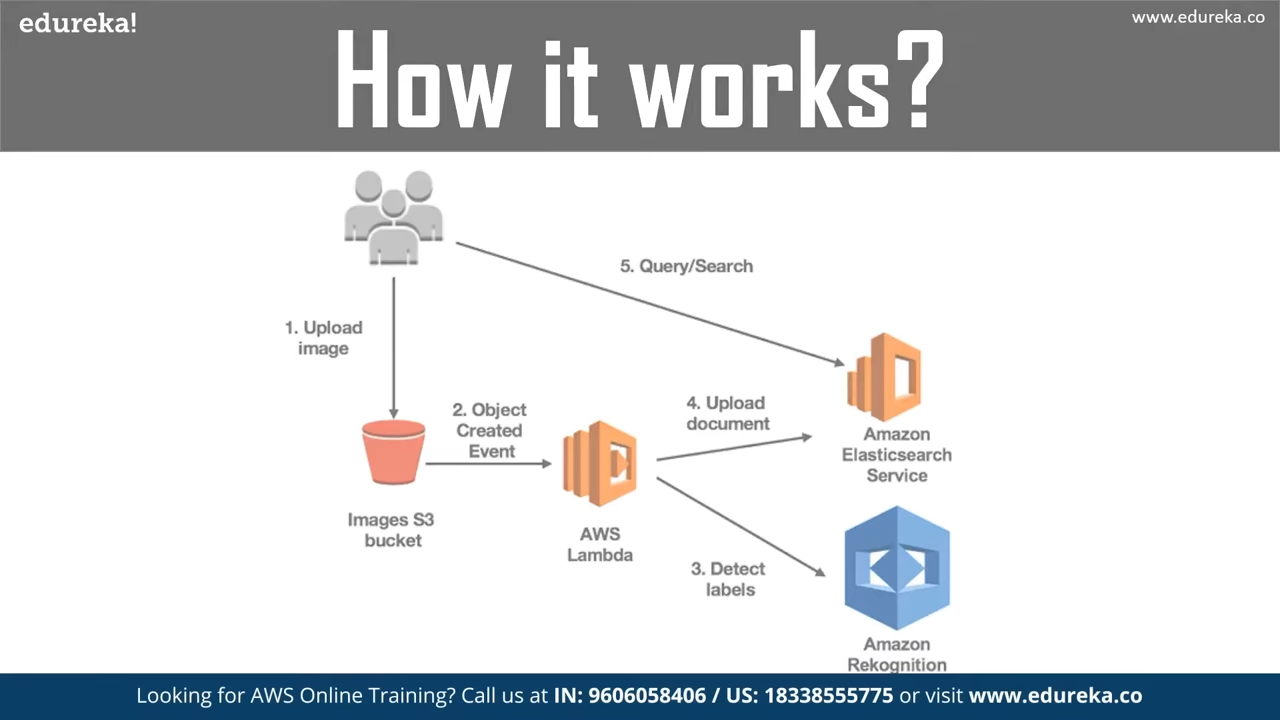 edureka!
www.edureka.co
How it works?
5. Query/Search
1. Upload
image
2. Object
Created
Event
4. Upload
document
Amazon
Elasticsearch
Service
Images S3
bucket
AWS
Lambda
3. Detect
labels
Amazon
Rekognition
Looking for AWS Online Training? Call us at IN: 9606058406 / US: 18338555775 or visit www.edureka.co